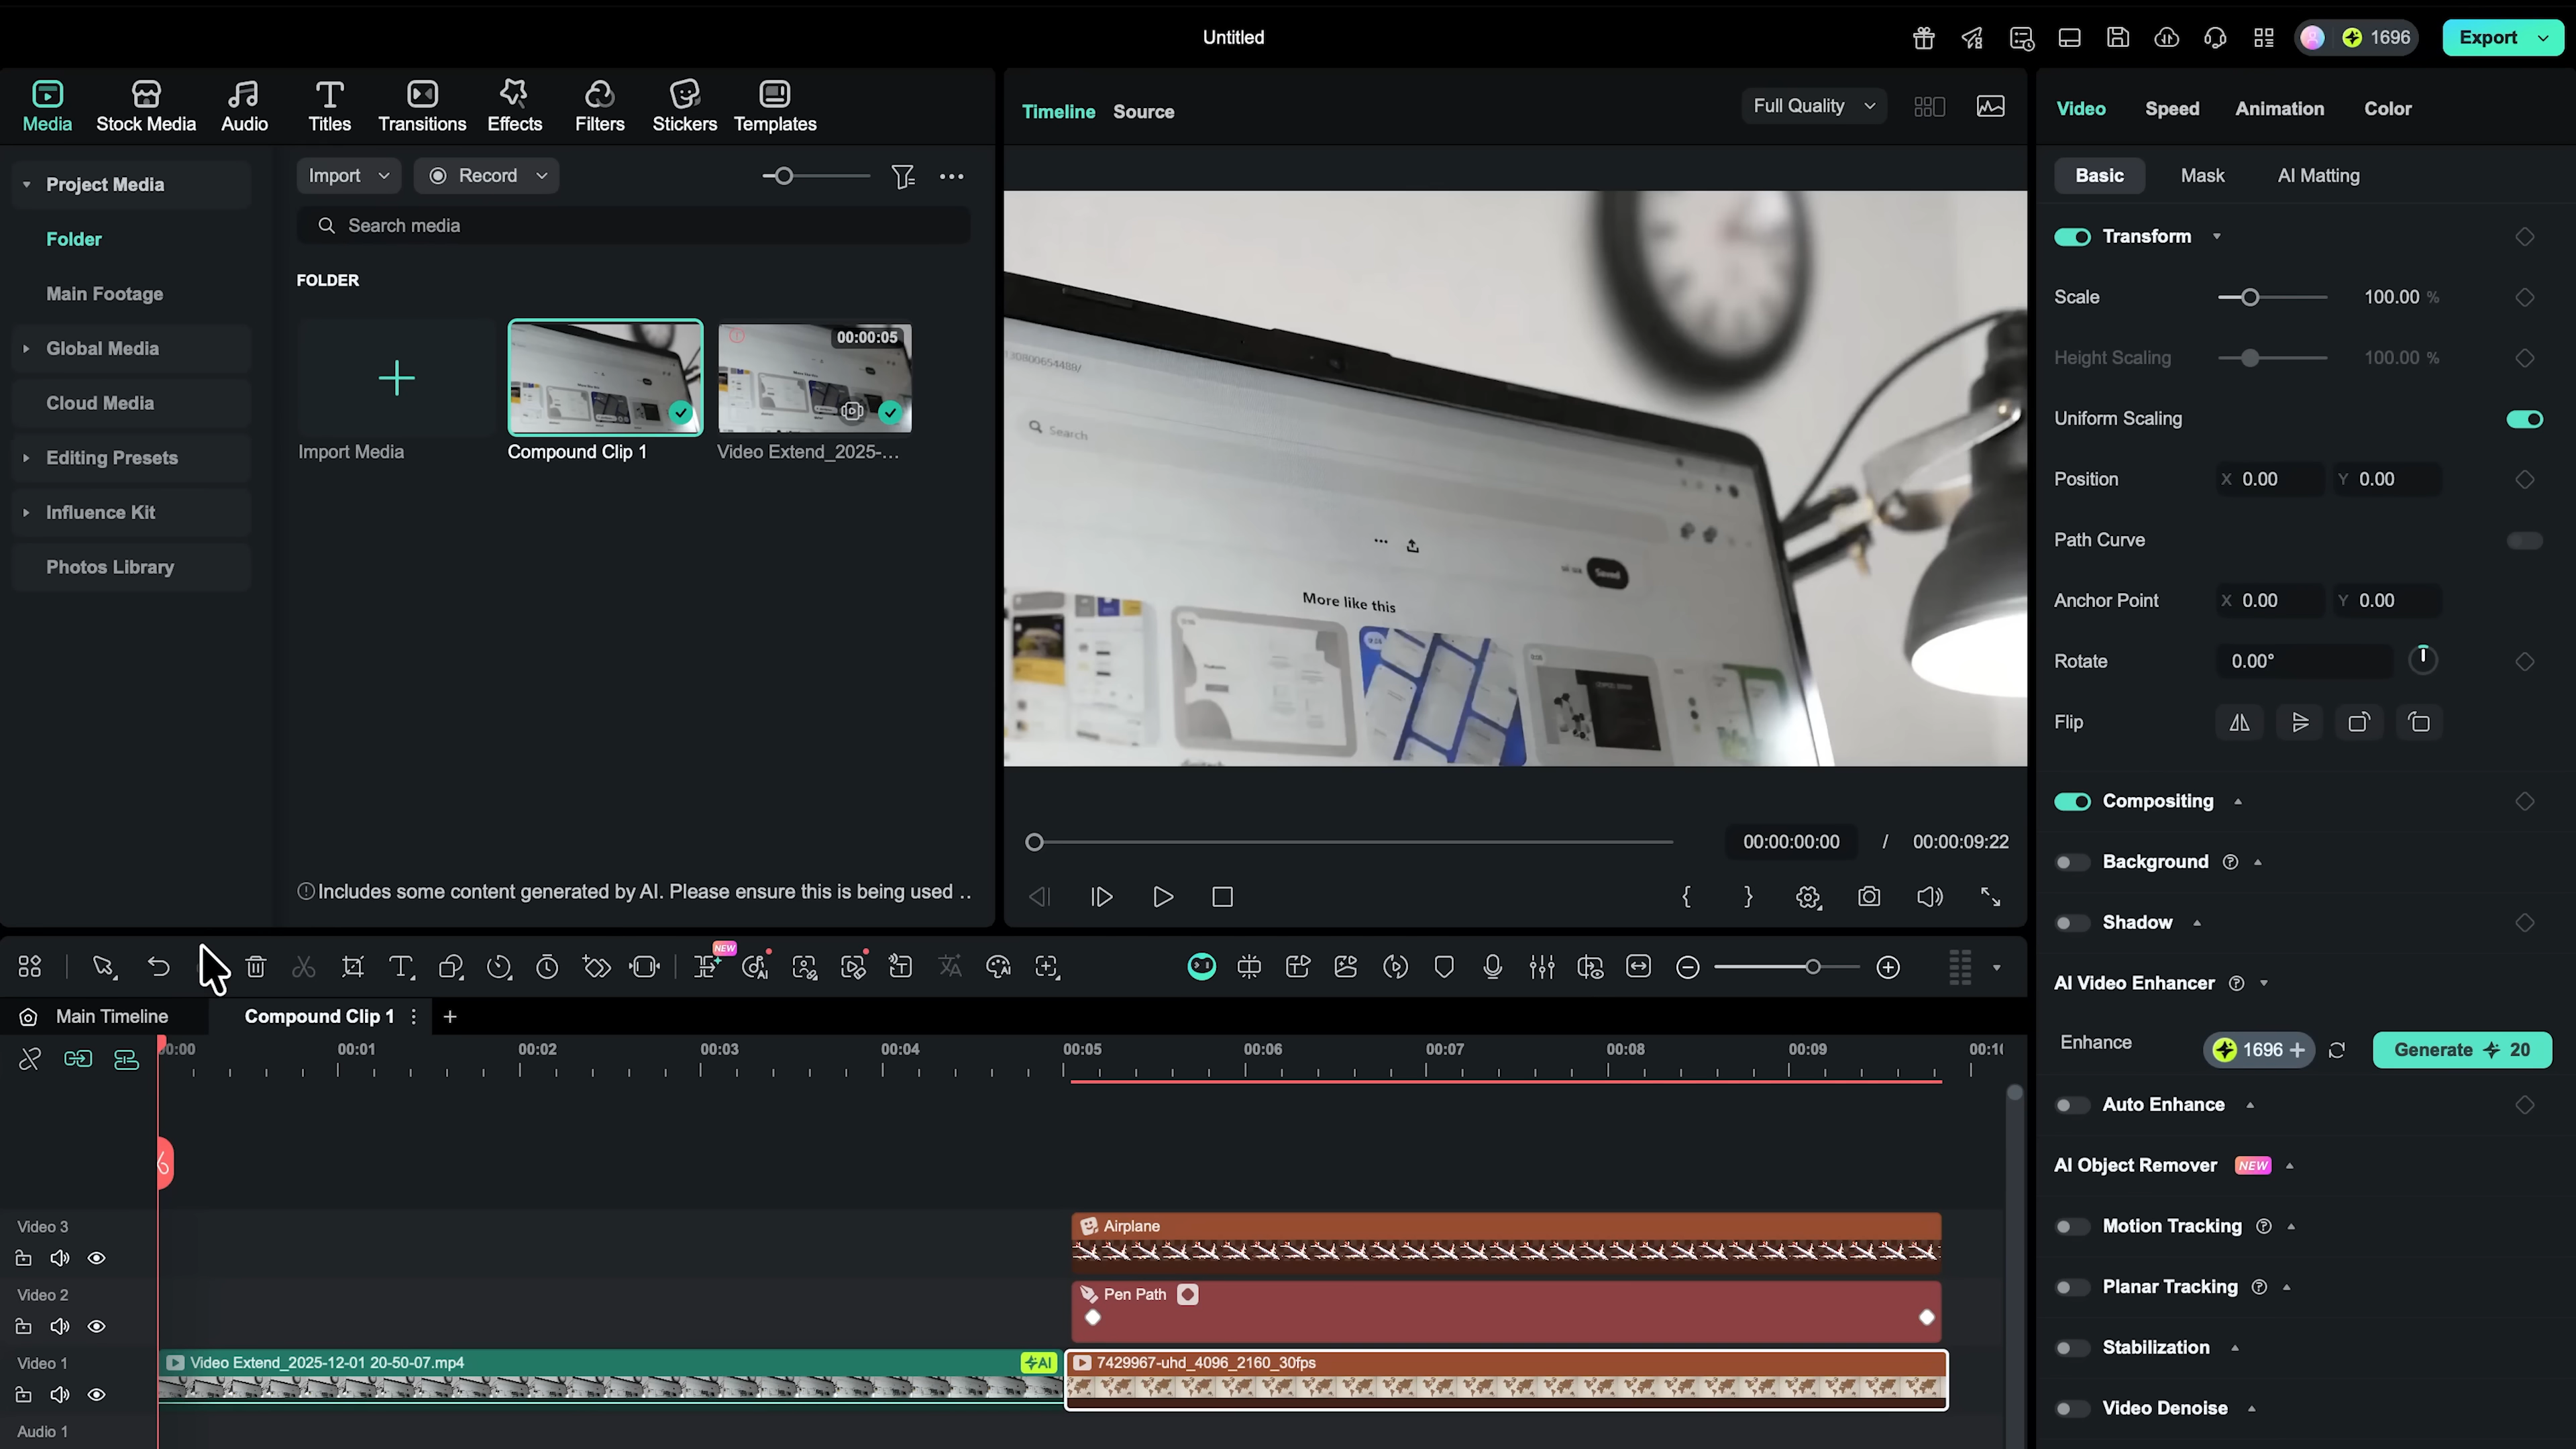 Untitled
1696
Export
Media
Stock Media
Audio
Titles
Transitions
Effects
Filters
Stickers
Templates
Project Media
Folder
Main Footage
Global Media
Cloud Media
Editing Presets
Influence Kit
Photos Library
Import
Record
Search media
FOLDER
00:00:05
Import Media
Compound Clip 1
Video Extend_2025-...
Includes some content generated by AI. Please ensure this is being used ..
Timeline
Source
Full Quality
Search
Saved
More like this
00:00:00:00 / 00:00:09:22
Video
Speed
Animation
Color
Basic
Mask
AI Matting
Transform
Scale 100.00 %
Height Scaling 100.00 %
Uniform Scaling
Position X 0.00 Y 0.00
Path Curve
Anchor Point X 0.00 Y 0.00
Rotate 0.00°
Flip
Compositing
Background
Shadow
AI Video Enhancer
Enhance 1696 Generate 20
Auto Enhance
AI Object Remover NEW
Motion Tracking
Planar Tracking
Stabilization
Video Denoise
NEW
Main Timeline
Compound Clip 1
00:01 00:02 00:03 00:04 00:05 00:06 00:07 00:08 00:09
Video 3
Airplane
Video 2
Pen Path
Video 1
Video Extend_2025-12-01 20-50-07.mp4
AI
7429967-uhd_4096_2160_30fps
Audio 1